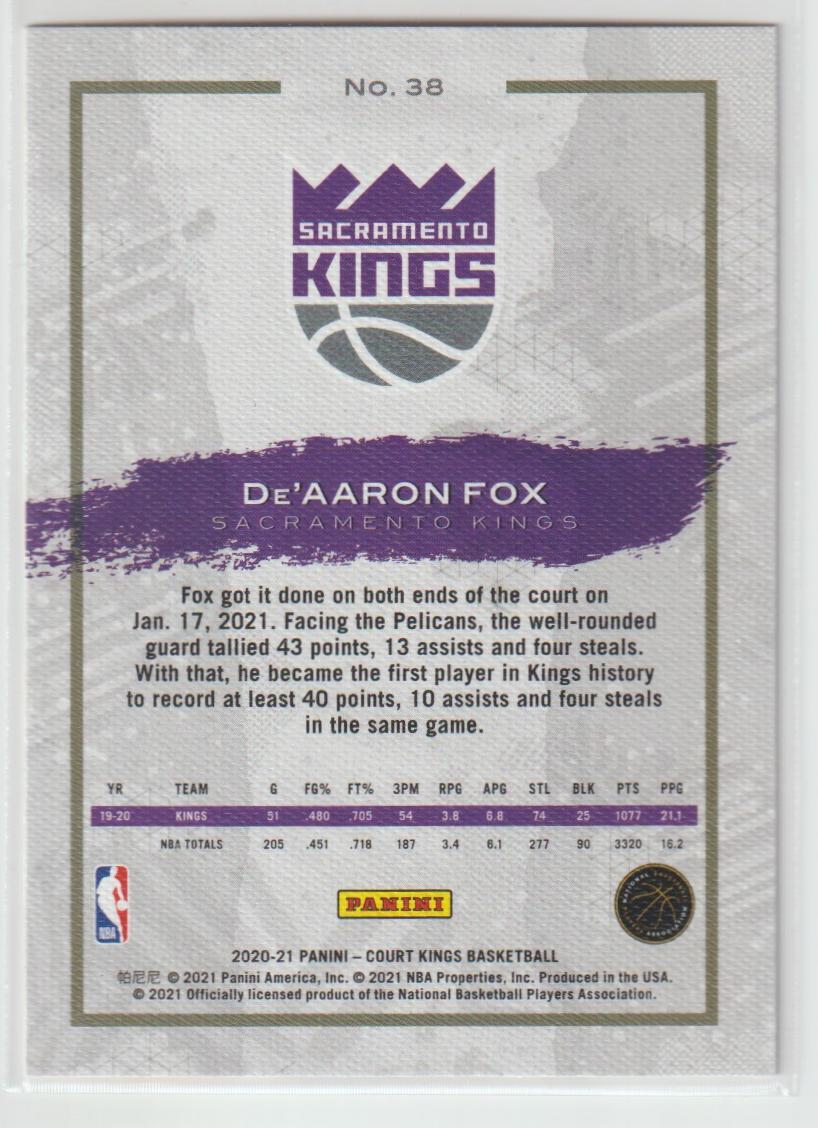 No. 38
SACRAMENTO
KINGS
De'AARON FOX
SACRAMENTO KINGS
Fox got it done on both ends of the court on
Jan. 17, 2021. Facing the Pelicans, the well-rounded
guard tallied 43 points, 13 assists and four steals.
With that, he became the first player in Kings history
to record at least 40 points, 10 assists and four steals
in the same game.
YR TEAM G FG% FT% 3PM RPG APG STL BLK PTS PPG
19-20 KINGS 51 .480 .705 54 3.8 6.8 74 25 1077 21.1
NBA TOTALS 205 .451 .718 187 3.4 6.1 277 90 3320 16.2
NBA
PANINI
NATIONAL BASKETBALL
ASSOCIATION
2020-21 PANINI – COURT KINGS BASKETBALL
帕尼尼 © 2021 Panini America, Inc. © 2021 NBA Properties, Inc. Produced in the USA.
© 2021 Officially licensed product of the National Basketball Players Association.